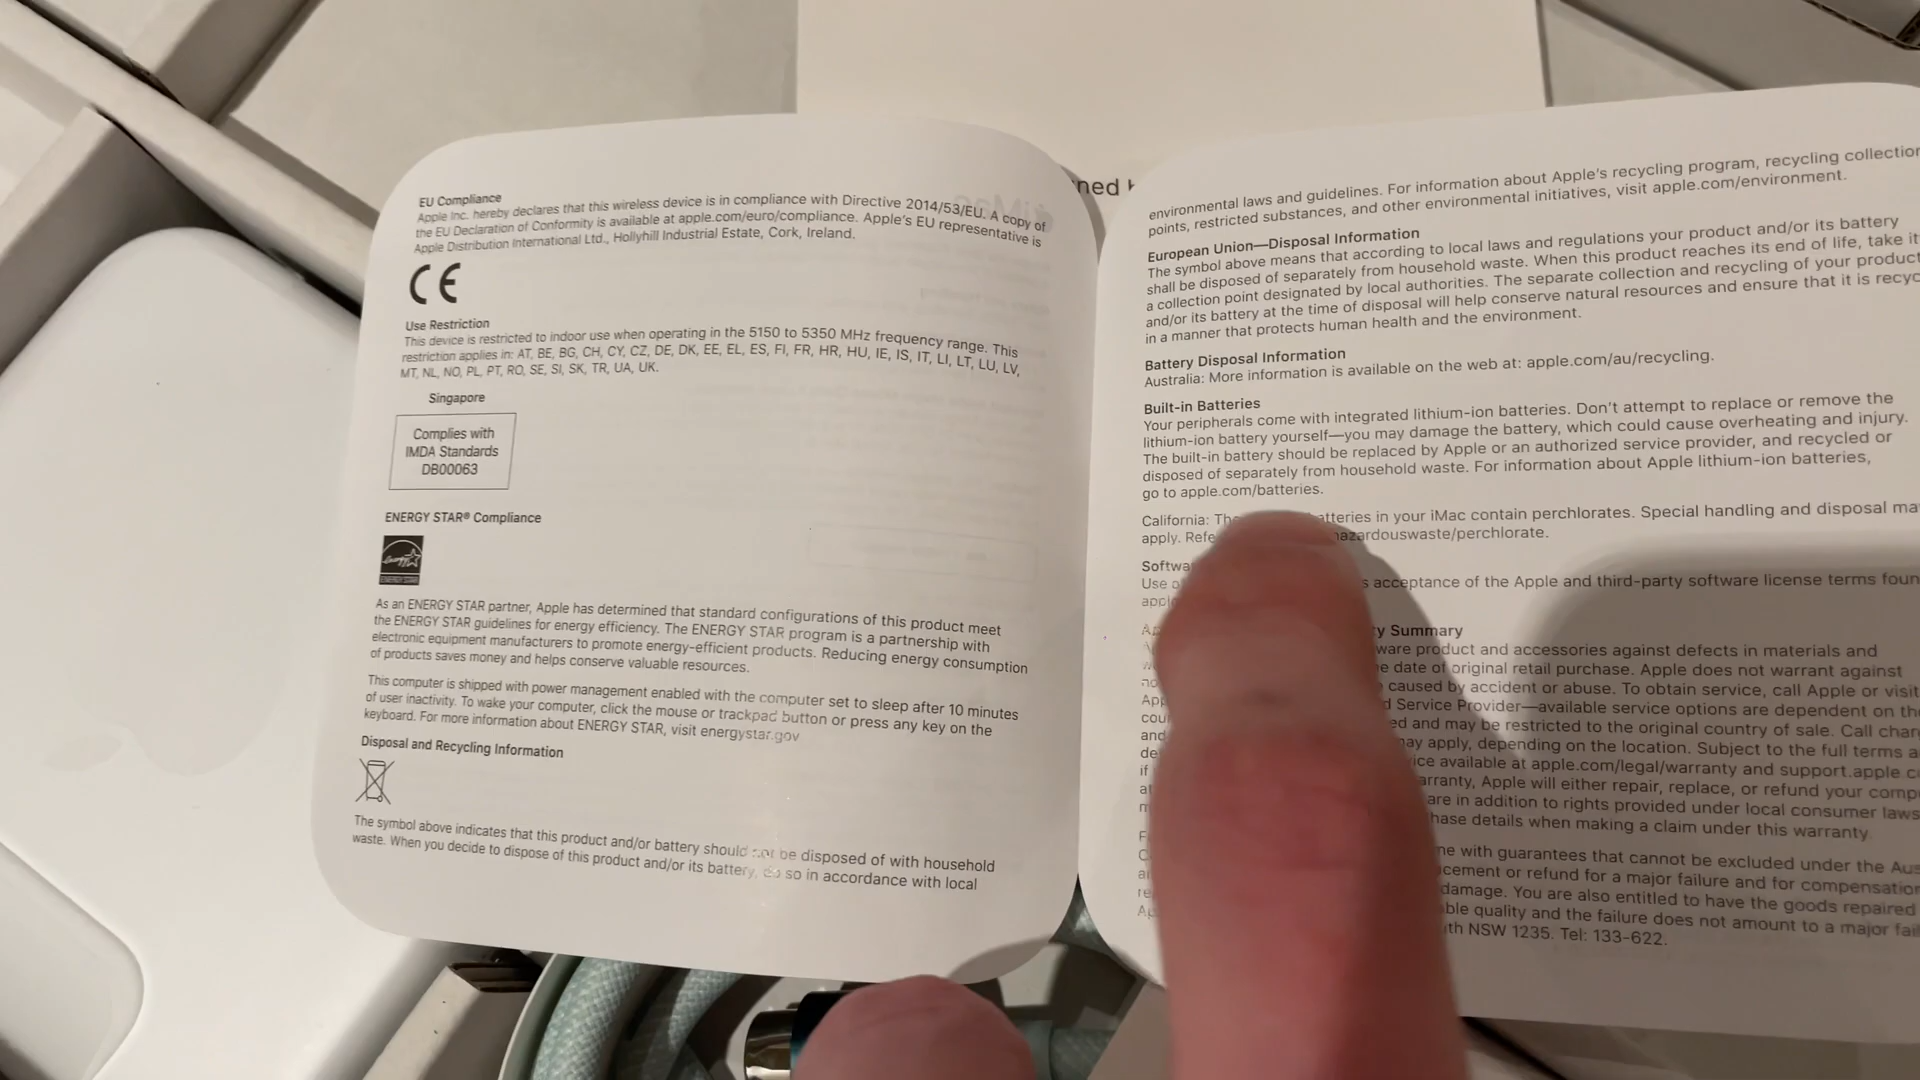 EU Compliance
Apple Inc. hereby declares that this wireless device is in compliance with Directive 2014/53/EU. A copy of
the EU Declaration of Conformity is available at apple.com/euro/compliance. Apple's EU representative is
Apple Distribution International Ltd., Hollyhill Industrial Estate, Cork, Ireland.
CE
Use Restriction
This device is restricted to indoor use when operating in the 5150 to 5350 MHz frequency range. This
restriction applies in: AT, BE, BG, CH, CY, CZ, DE, DK, EE, EL, ES, FI, FR, HR, HU, IE, IS, IT, LI, LT, LU, LV,
MT, NL, NO, PL, PT, RO, SE, SI, SK, TR, UA, UK.
Singapore
Complies with
IMDA Standards
DB00063
ENERGY STAR® Compliance
ENERGY STAR
As an ENERGY STAR partner, Apple has determined that standard configurations of this product meet
the ENERGY STAR guidelines for energy efficiency. The ENERGY STAR program is a partnership with
electronic equipment manufacturers to promote energy-efficient products. Reducing energy consumption
of products saves money and helps conserve valuable resources.
This computer is shipped with power management enabled with the computer set to sleep after 10 minutes
of user inactivity. To wake your computer, click the mouse or trackpad button or press any key on the
keyboard. For more information about ENERGY STAR, visit energystar.gov
Disposal and Recycling Information
The symbol above indicates that this product and/or battery should not be disposed of with household
waste. When you decide to dispose of this product and/or its battery, do so in accordance with local
environmental laws and guidelines. For information about Apple's recycling program, recycling collection
points, restricted substances, and other environmental initiatives, visit apple.com/environment.
European Union—Disposal Information
The symbol above means that according to local laws and regulations your product and/or its battery
shall be disposed of separately from household waste. When this product reaches its end of life, take it
a collection point designated by local authorities. The separate collection and recycling of your product
and/or its battery at the time of disposal will help conserve natural resources and ensure that it is
in a manner that protects human health and the environment.
Battery Disposal Information
Australia: More information is available on the web at: apple.com/au/recycling.
Built-in Batteries
Your peripherals come with integrated lithium-ion batteries. Don't attempt to replace or remove the
lithium-ion battery yourself—you may damage the battery, which could cause overheating and injury.
The built-in battery should be replaced by Apple or an authorized service provider, and recycled or
disposed of separately from household waste. For information about Apple lithium-ion batteries,
go to apple.com/batteries.
California: in your iMac contain perchlorates. Special handling and disposal
apply.
acceptance of the Apple and third-party software license terms
Summary
product and accessories against defects in materials and
date of original retail purchase. Apple does not warrant against
caused by accident or abuse. To obtain service, call Apple or visit
Service Provider—available service options are dependent on
and may be restricted to the original country of sale. Call
may apply, depending on the location. Subject to the full terms
available at apple.com/legal/warranty and
Apple will either repair, replace, or refund your
are in addition to rights provided under local consumer laws
details when making a claim under this warranty.
with guarantees that cannot be excluded under the
or refund for a major failure and for
damage. You are also entitled to have the goods repaired
quality and the failure does not amount to a major
NSW 1235. Tel: 133-622.